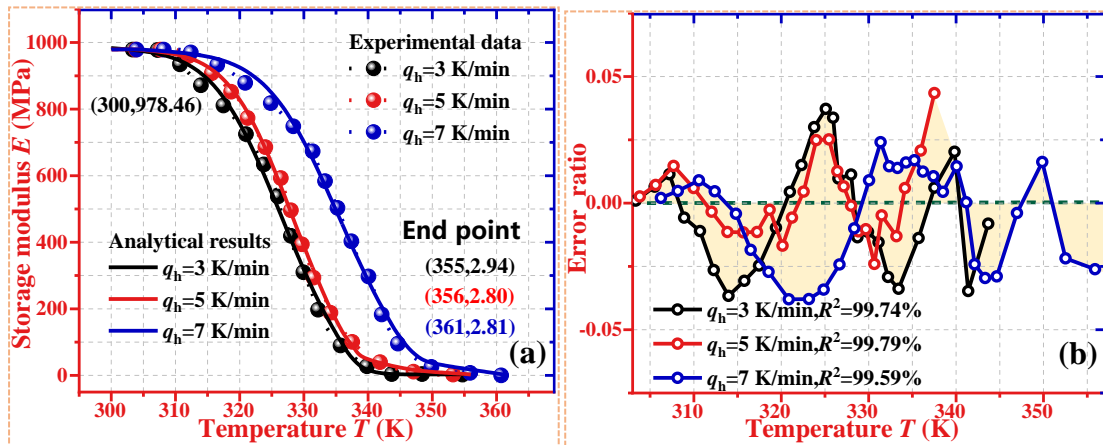 1000
800
600
400
200
0
Storage modulus E (MPa)
300 310 320 330 340 350 360
Temperature T (K)
(300,978.46)
Experimental data
qh=3 K/min
qh=5 K/min
qh=7 K/min
Analytical results
qh=3 K/min
qh=5 K/min
qh=7 K/min
End point
(355,2.94)
(356,2.80)
(361,2.81)
(a)
0.05
0.00
-0.05
Error ratio
310 320 330 340 350
Temperature T (K)
qh=3 K/min,R²=99.74%
qh=5 K/min,R²=99.79%
qh=7 K/min,R²=99.59%
(b)